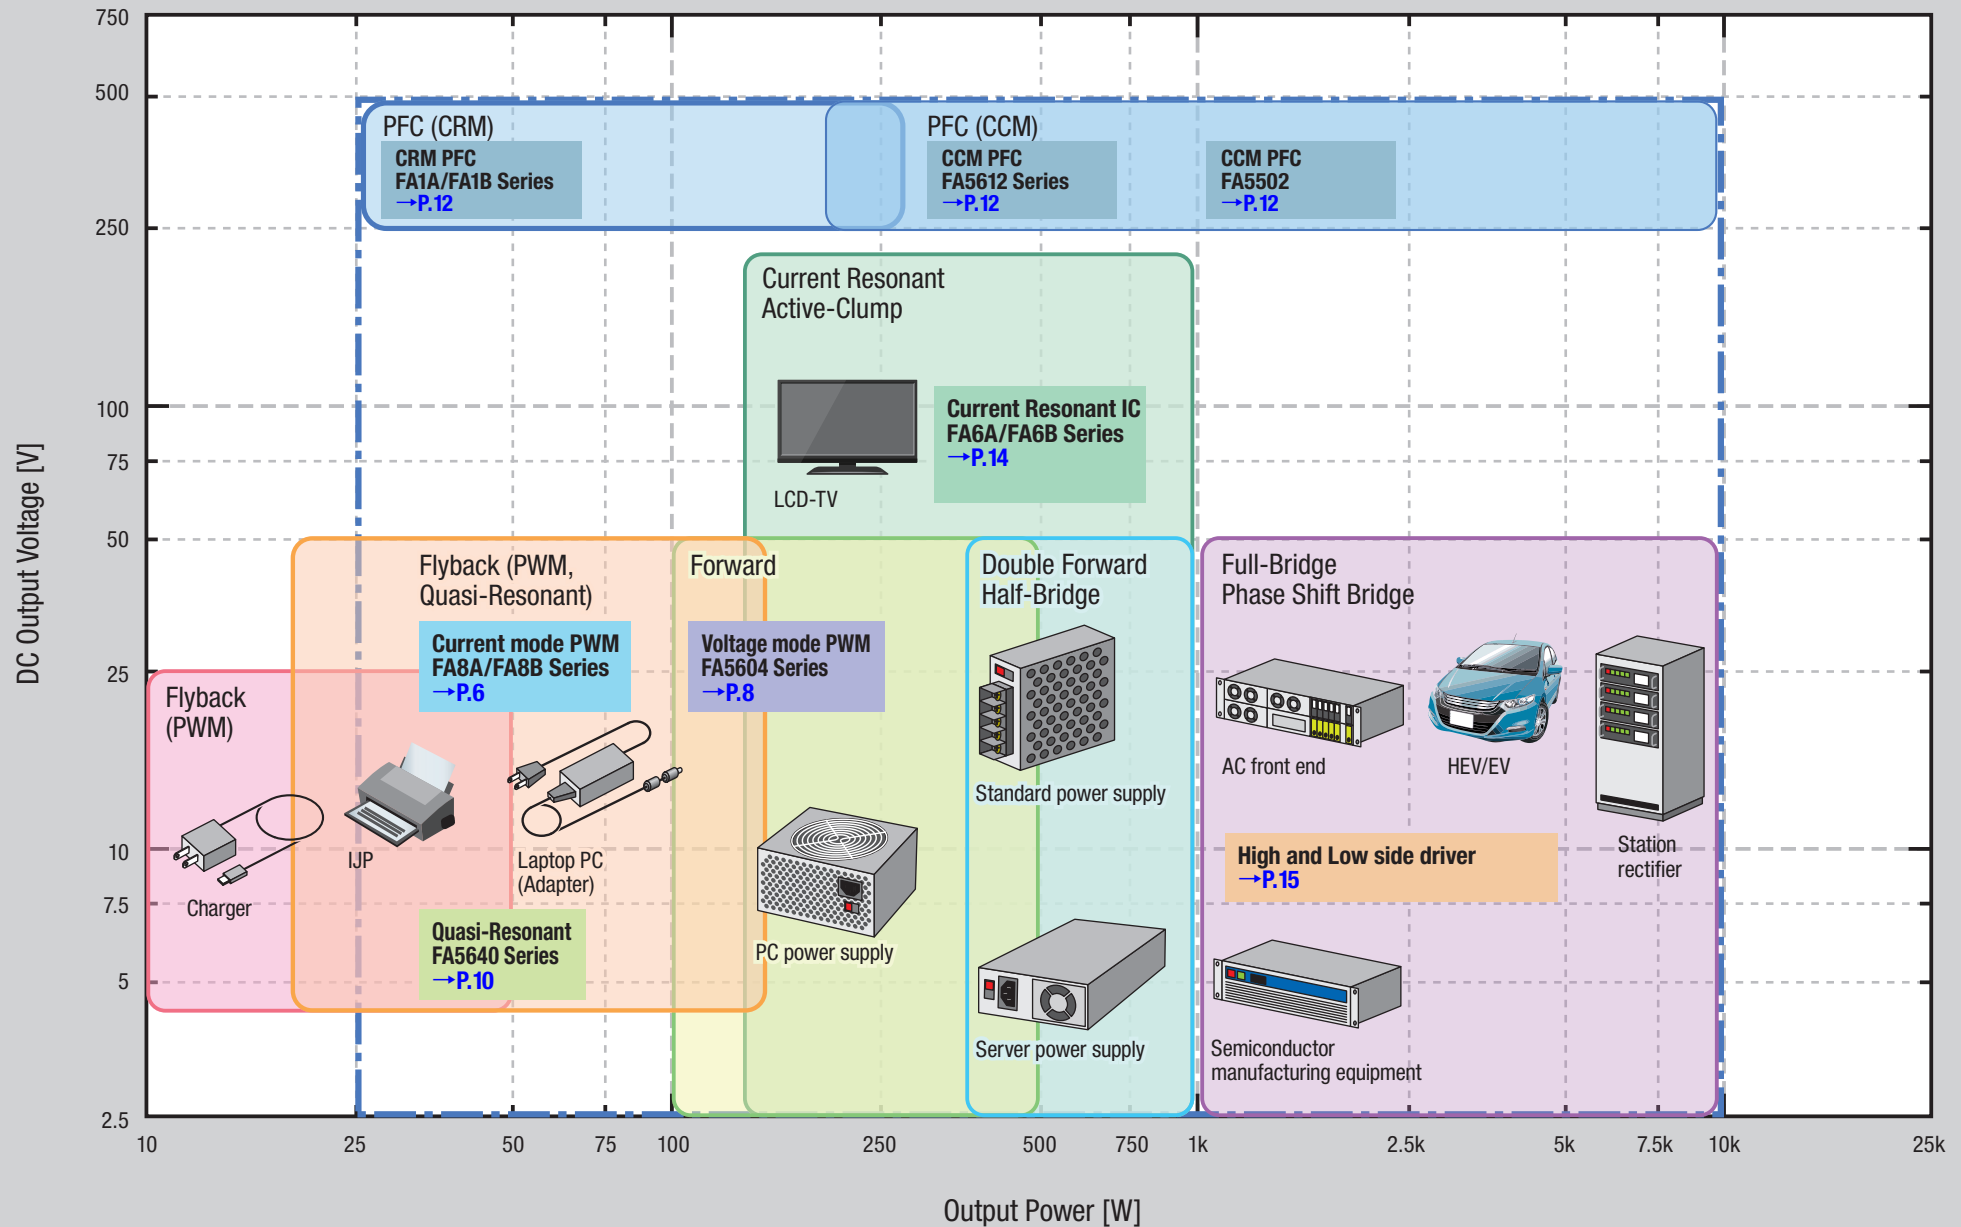 750
500
250
100
75
50
25
10
7.5
5
2.5
DC Output Voltage [V]
PFC (CRM)
CRM PFC
FA1A/FA1B Series
→P.12
PFC (CCM)
CCM PFC
FA5612 Series
→P.12
CCM PFC
FA5502
→P.12
Current Resonant
Active-Clump
LCD-TV
Current Resonant IC
FA6A/FA6B Series
→P.14
Flyback (PWM,
Quasi-Resonant)
Current mode PWM
FA8A/FA8B Series
→P.6
Forward
Voltage mode PWM
FA5604 Series
→P.8
Double Forward
Half-Bridge
Standard power supply
Server power supply
Full-Bridge
Phase Shift Bridge
AC front end
HEV/EV
Station
rectifier
High and Low side driver
→P.15
Semiconductor
manufacturing equipment
Flyback
(PWM)
Charger
IJP
Laptop PC
(Adapter)
Quasi-Resonant
FA5640 Series
→P.10
PC power supply
10
25
50
75
100
250
500
750
1k
2.5k
5k
7.5k
10k
25k
Output Power [W]